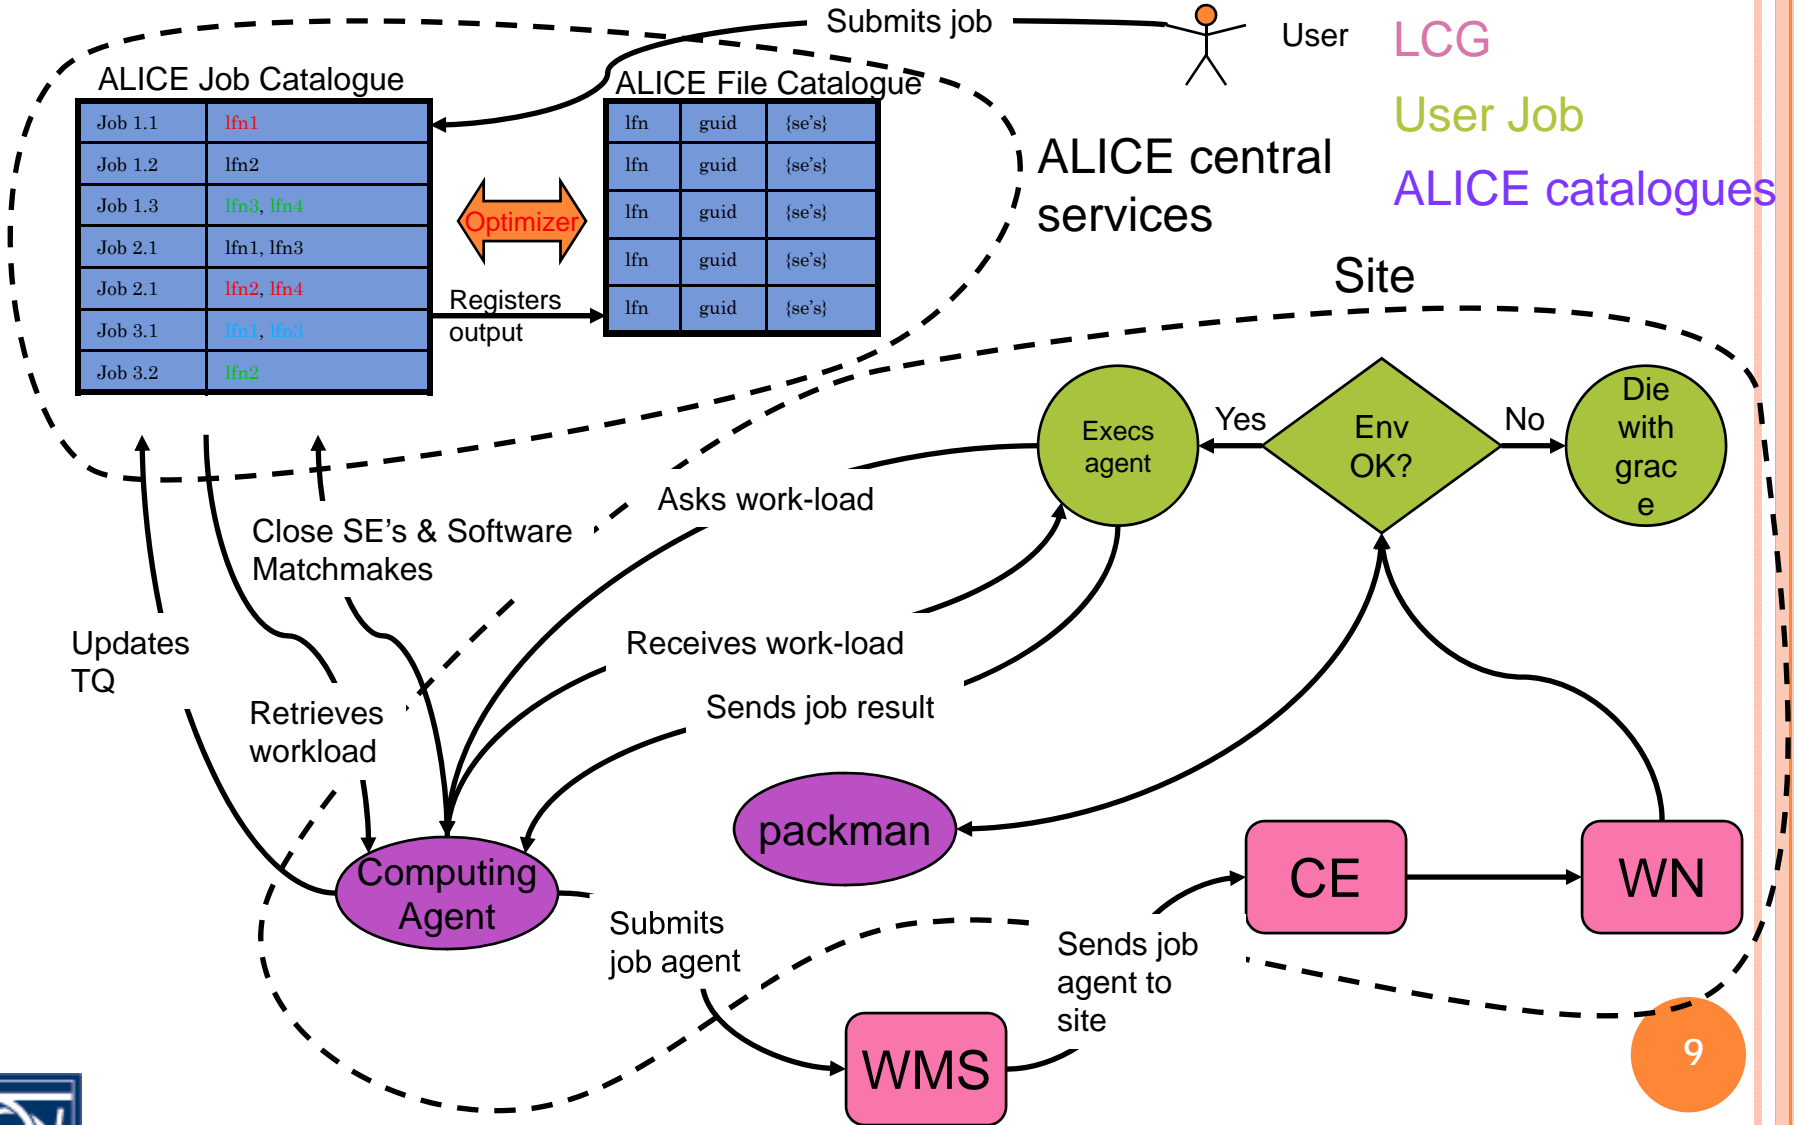 Submits job
User
LCG
User Job
ALICE catalogues
ALICE Job Catalogue
ALICE File Catalogue
Job 1.1 lfn1
Job 1.2 lfn2
Job 1.3 lfn3, lfn4
Job 2.1 lfn1, lfn3
Job 2.1 lfn2, lfn4
Job 3.1 lfn1, lfn3
Job 3.2 lfn2
Optimizer
Registers
output
lfn guid {se's}
lfn guid {se's}
lfn guid {se's}
lfn guid {se's}
lfn guid {se's}
ALICE central
services
Site
Execs
agent
Yes
Env
OK?
No
Die
with
grac
e
Asks work-load
Close SE’s & Software
Matchmakes
Updates
TQ
Receives work-load
Retrieves
workload
Sends job result
Computing
Agent
packman
CE
WN
Submits
job agent
Sends job
agent to
site
WMS
9